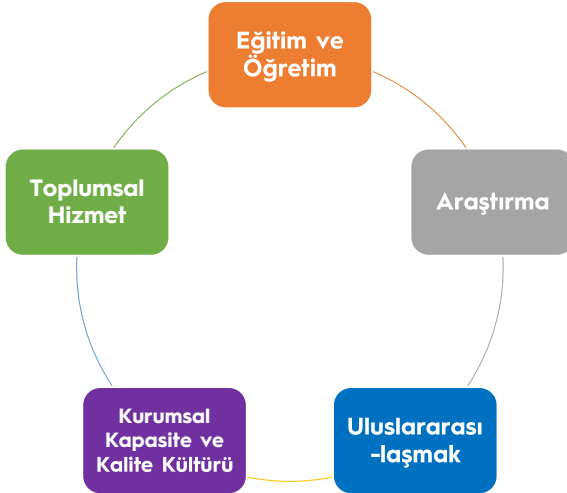 Eğitim ve
Öğretim
Araştırma
Uluslararası
-laşmak
Kurumsal
Kapasite ve
Kalite Kültürü
Toplumsal
Hizmet